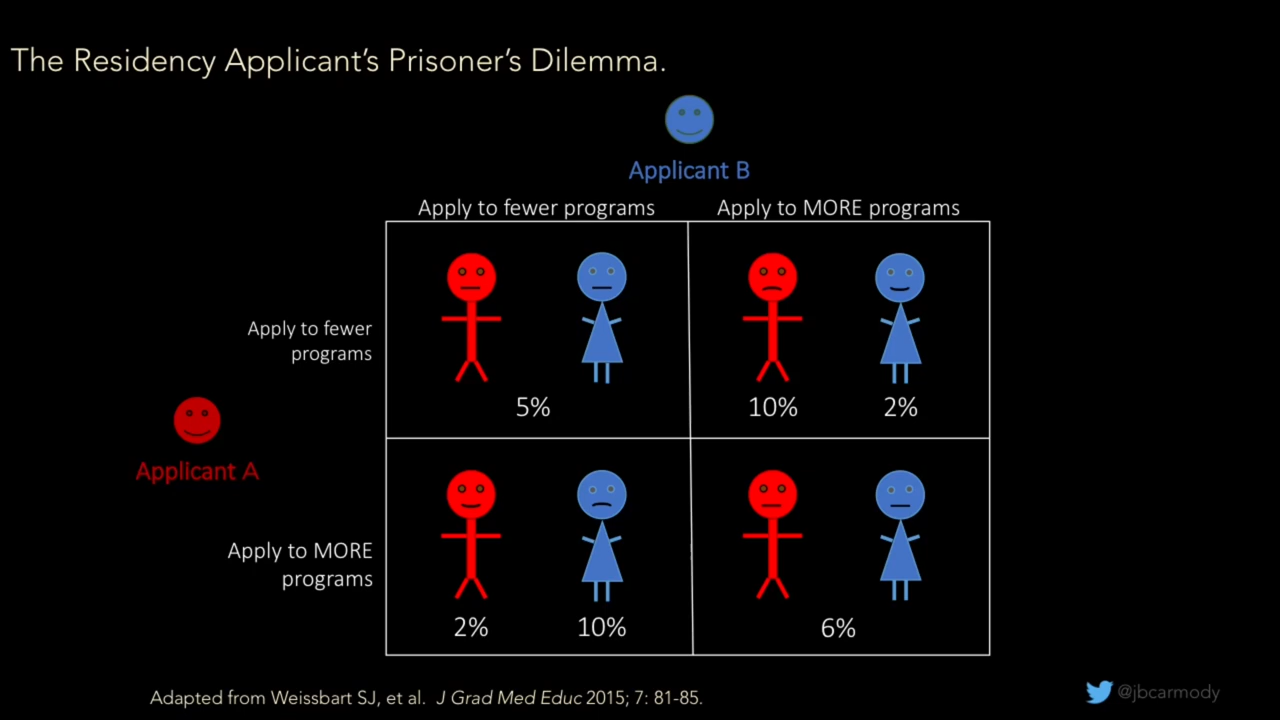 The Residency Applicant's Prisoner's Dilemma.
Applicant B
Apply to fewer programs
Apply to MORE programs
Apply to fewer
programs
5%
10%
2%
Applicant A
Apply to MORE
programs
2%
10%
6%
Adapted from Weissbart SJ, et al. J Grad Med Educ 2015; 7: 81-85.
@jbcarmody